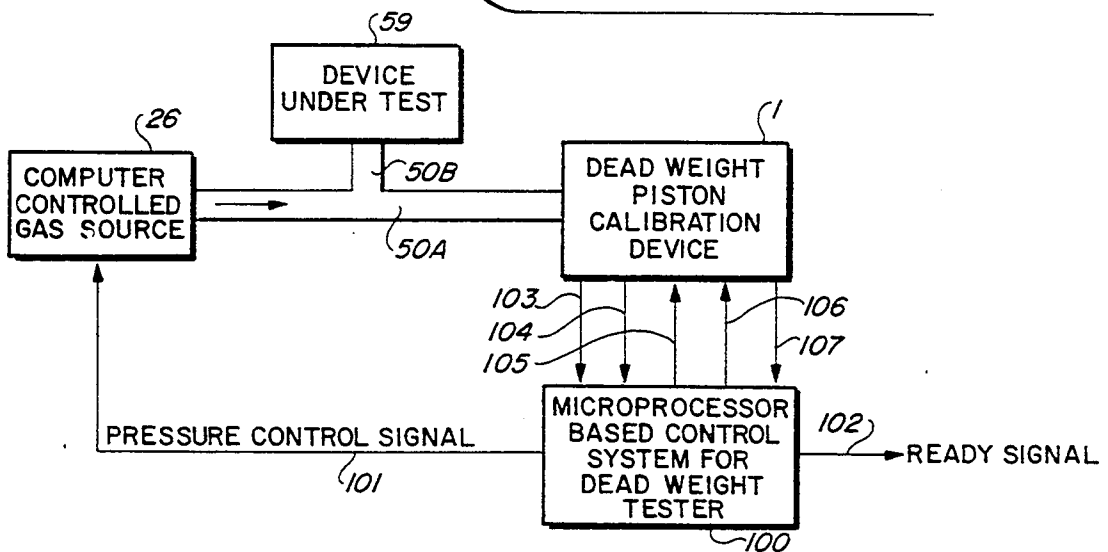 59
DEVICE
UNDER TEST
26
COMPUTER
CONTROLLED
GAS SOURCE
50B
50A
1
DEAD WEIGHT
PISTON
CALIBRATION
DEVICE
103
104
105
106
107
MICROPROCESSOR
BASED CONTROL
SYSTEM FOR
DEAD WEIGHT
TESTER
PRESSURE CONTROL SIGNAL
101
102
READY SIGNAL
100